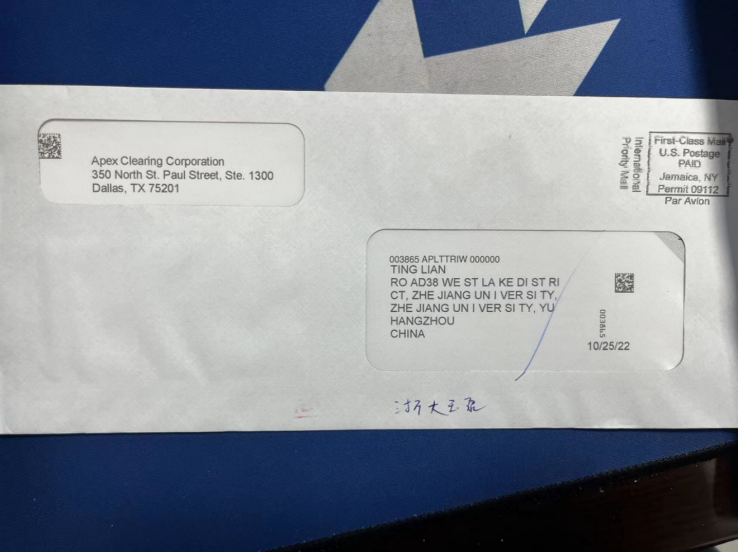 Apex Clearing Corporation
350 North St. Paul Street, Ste. 1300
Dallas, TX 75201
International
Priority Mail
First-Class Mail
U.S. Postage
PAID
Jamaica, NY
Permit 09112
Par Avion
003865 APLTTRIW 000000
TING LIAN
RO AD38 WE ST LA KE DI ST RI
CT, ZHE JIANG UN I VER SI TY,
ZHE JIANG UN I VER SI TY, YU
HANGZHOU
CHINA
003865
10/25/22
浙大玉泉